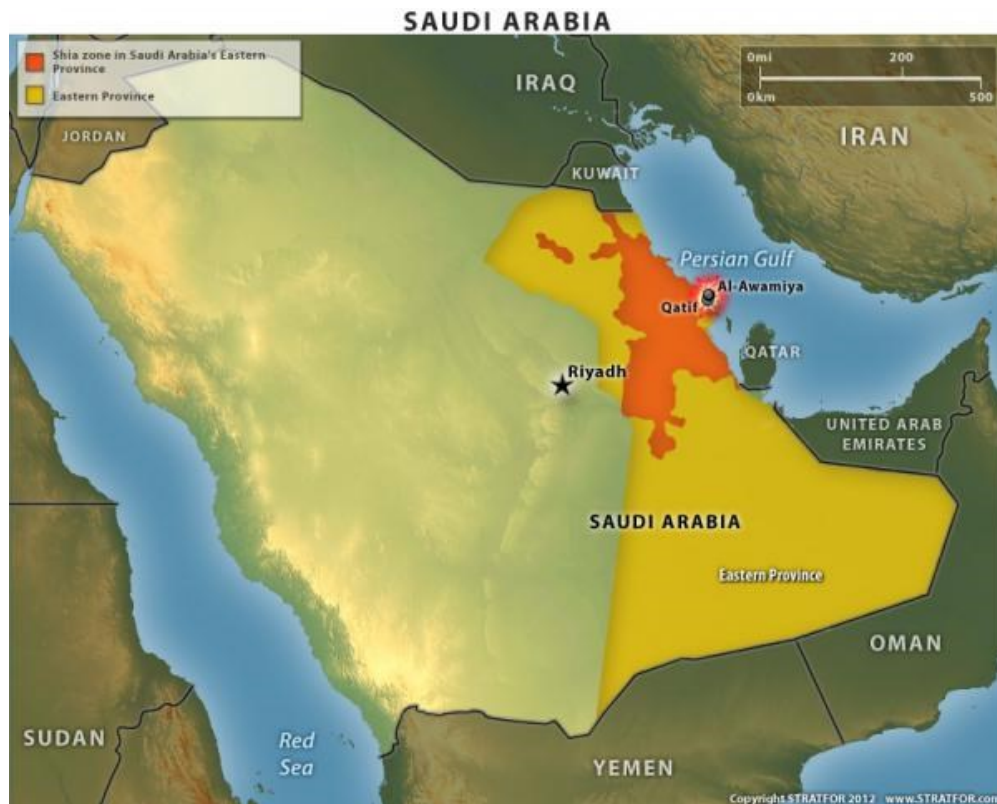 SAUDI ARABIA
Shia zone in Saudi Arabia's Eastern
Province
Eastern Province
0mi 200
0km 500
IRAQ
JORDAN
IRAN
KUWAIT
Persian Gulf
Al-Awamiya
Qatif
QATAR
Riyadh
UNITED ARAB
EMIRATES
SAUDI ARABIA
Eastern Province
OMAN
SUDAN
Red
Sea
YEMEN
Copyright STRATFOR 2012 www.STRATFOR.com